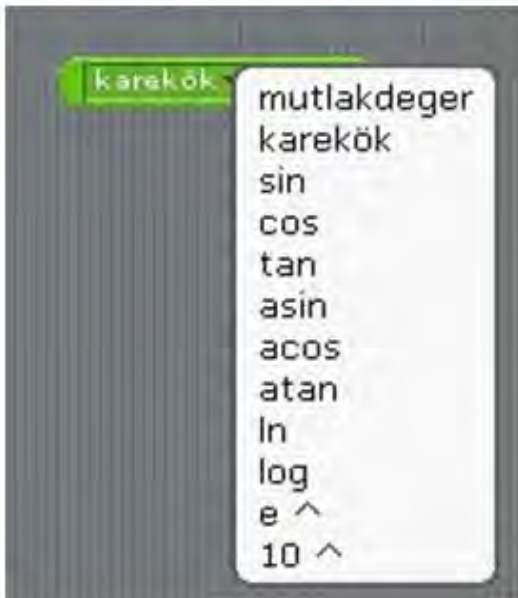 karekök
mutlakdeger
karekök
sin
cos
tan
asin
acos
atan
ln
log
e ^
10 ^